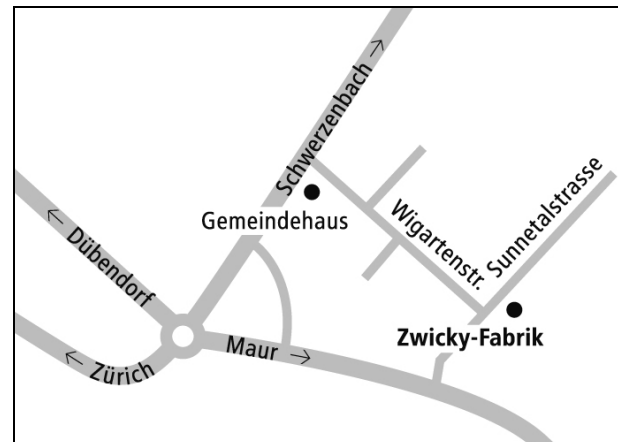 Schwerzenbach →
Gemeindehaus
Wigartenstr.
Sunnetalstrasse
← Dübendorf
Zwicky-Fabrik
Maur →
← Zürich